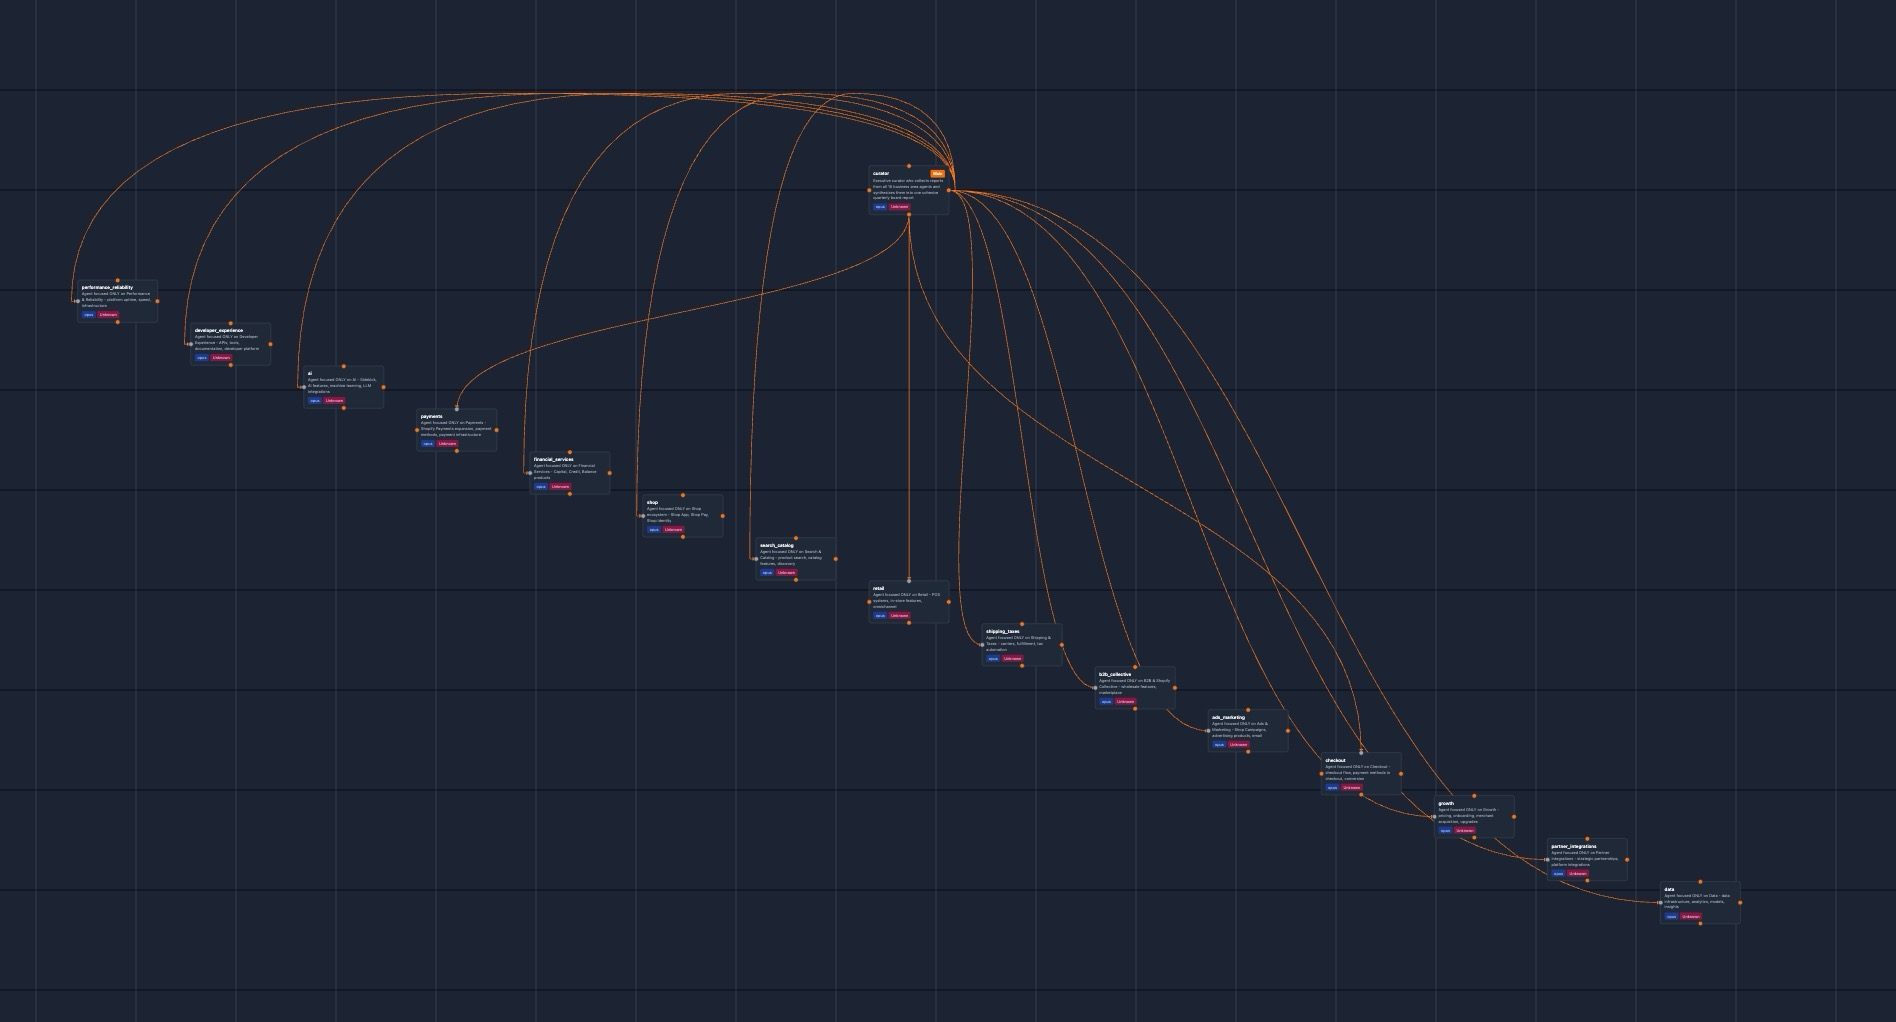 curator
Main
Executive curator who collects reports
from all 15 business area agents and
synthesizes them into one cohesive
quarterly board report
opus Unknown
performance_reliability
Agent focused ONLY on Performance
& Reliability - platform uptime, speed,
infrastructure
opus Unknown
developer_experience
Agent focused ONLY on Developer
Experience - APIs, tools,
documentation, developer platform
opus Unknown
ai
Agent focused ONLY on AI - Sidekick,
AI features, machine learning, LLM
integrations
opus Unknown
payments
Agent focused ONLY on Payments -
Shopify Payments expansion, payment
methods, payment infrastructure
opus Unknown
financial_services
Agent focused ONLY on Financial
Services - Capital, Credit, Balance
products
opus Unknown
shop
Agent focused ONLY on Shop
ecosystem - Shop App, Shop Pay,
Shop identity
opus Unknown
search_catalog
Agent focused ONLY on Search &
Catalog - product search, catalog
features, discovery
opus Unknown
retail
Agent focused ONLY on Retail - POS
systems, in-store features,
omnichannel
opus Unknown
shipping_taxes
Agent focused ONLY on Shipping &
Taxes - carriers, fulfillment, tax
automation
opus Unknown
b2b_collective
Agent focused ONLY on B2B & Shopify
Collective - wholesale features,
marketplace
opus Unknown
ads_marketing
Agent focused ONLY on Ads &
Marketing - Shop Campaigns,
advertising products, email
opus Unknown
checkout
Agent focused ONLY on Checkout -
checkout flow, payment methods in
checkout, conversion
opus Unknown
growth
Agent focused ONLY on Growth -
pricing, onboarding, merchant
acquisition, upgrades
opus Unknown
partner_integrations
Agent focused ONLY on Partner
Integrations - strategic partnerships,
platform integrations
opus Unknown
data
Agent focused ONLY on Data - data
infrastructure, analytics, models,
insights
opus Unknown